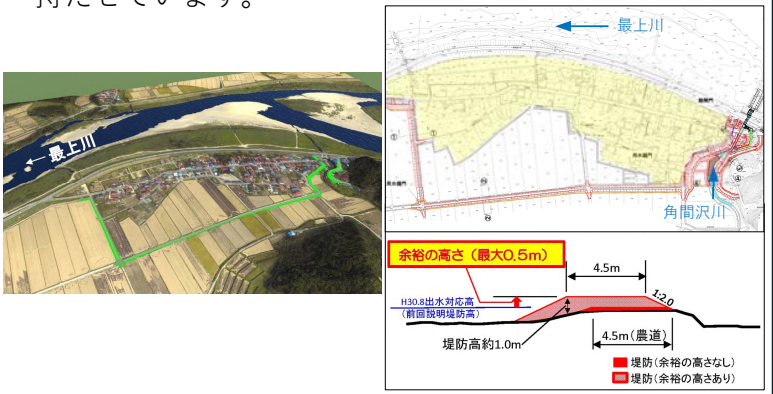 持たせています。
最上川
最上川
角間沢川
余裕の高さ（最大0.5m）
4.5m
1:2.0
H30.8出水対応高
(前回説明堤防高)
堤防高約1.0m
4.5m(農道)
堤防(余裕の高さなし)
堤防(余裕の高さあり)